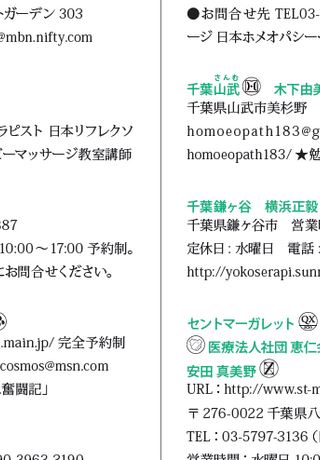 トガーデン 303
@mbn.nifty.com
ラピスト 日本リフレクソ
ビーマッサージ教室講師
387
10:00～17:00 予約制。
にお問合せください。
.main.jp/ 完全予約制
cosmos@msn.com
奮闘記」
90-3963-3190
●お問合せ先 TEL03-
ージ 日本ホメオパシー
さんむ
千葉山武 木下由美
千葉県山武市美杉野
homoeopath183@g
homoeopath183/ ★勉
千葉鎌ヶ谷 横浜正毅
千葉県鎌ヶ谷市 営業
定休日：水曜日 電話：
http://yokoserapi.sunn
セントマーガレット QX
医療法人社団 恵仁会
安田 真美野
URL：http://www.st-m
〒276-0022 千葉県八
TEL：03-5797-3136（
営業時間：水曜日 10:0